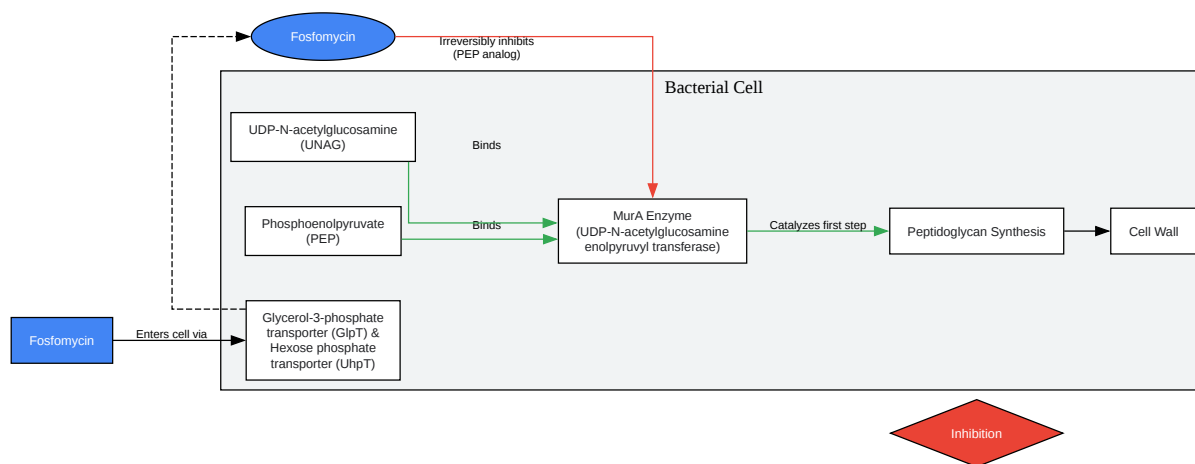 Fosfomycin
Irreversibly inhibits
(PEP analog)
Bacterial Cell
UDP-N-acetylglucosamine
(UNAG)
Binds
Phosphoenolpyruvate
(PEP)
Binds
MurA Enzyme
(UDP-N-acetylglucosamine
enolpyruvyl transferase)
Catalyzes first step
Peptidoglycan Synthesis
Cell Wall
Fosfomycin
Enters cell via
Glycerol-3-phosphate
transporter (GlpT) &
Hexose phosphate
transporter (UhpT)
Inhibition